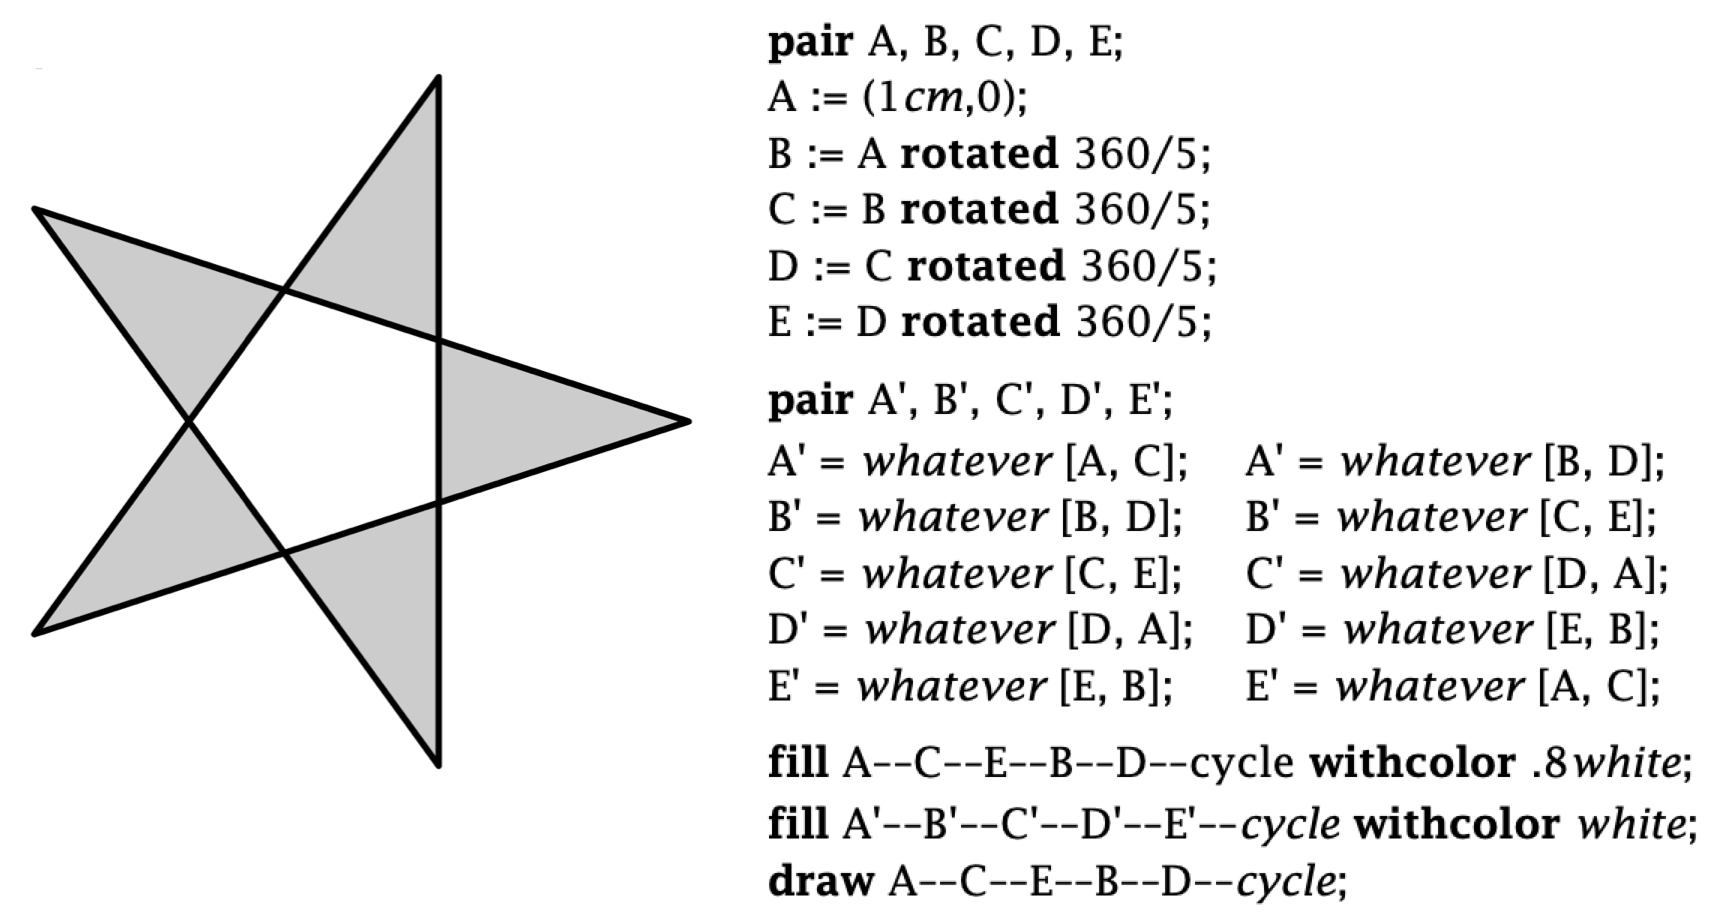 pair A, B, C, D, E;
A := (1cm,0);
B := A rotated 360/5;
C := B rotated 360/5;
D := C rotated 360/5;
E := D rotated 360/5;
pair A', B', C', D', E';
A' = whatever [A, C]; A' = whatever [B, D];
B' = whatever [B, D]; B' = whatever [C, E];
C' = whatever [C, E]; C' = whatever [D, A];
D' = whatever [D, A]; D' = whatever [E, B];
E' = whatever [E, B]; E' = whatever [A, C];
fill A--C--E--B--D--cycle withcolor .8white;
fill A'--B'--C'--D'--E'--cycle withcolor white;
draw A--C--E--B--D--cycle;